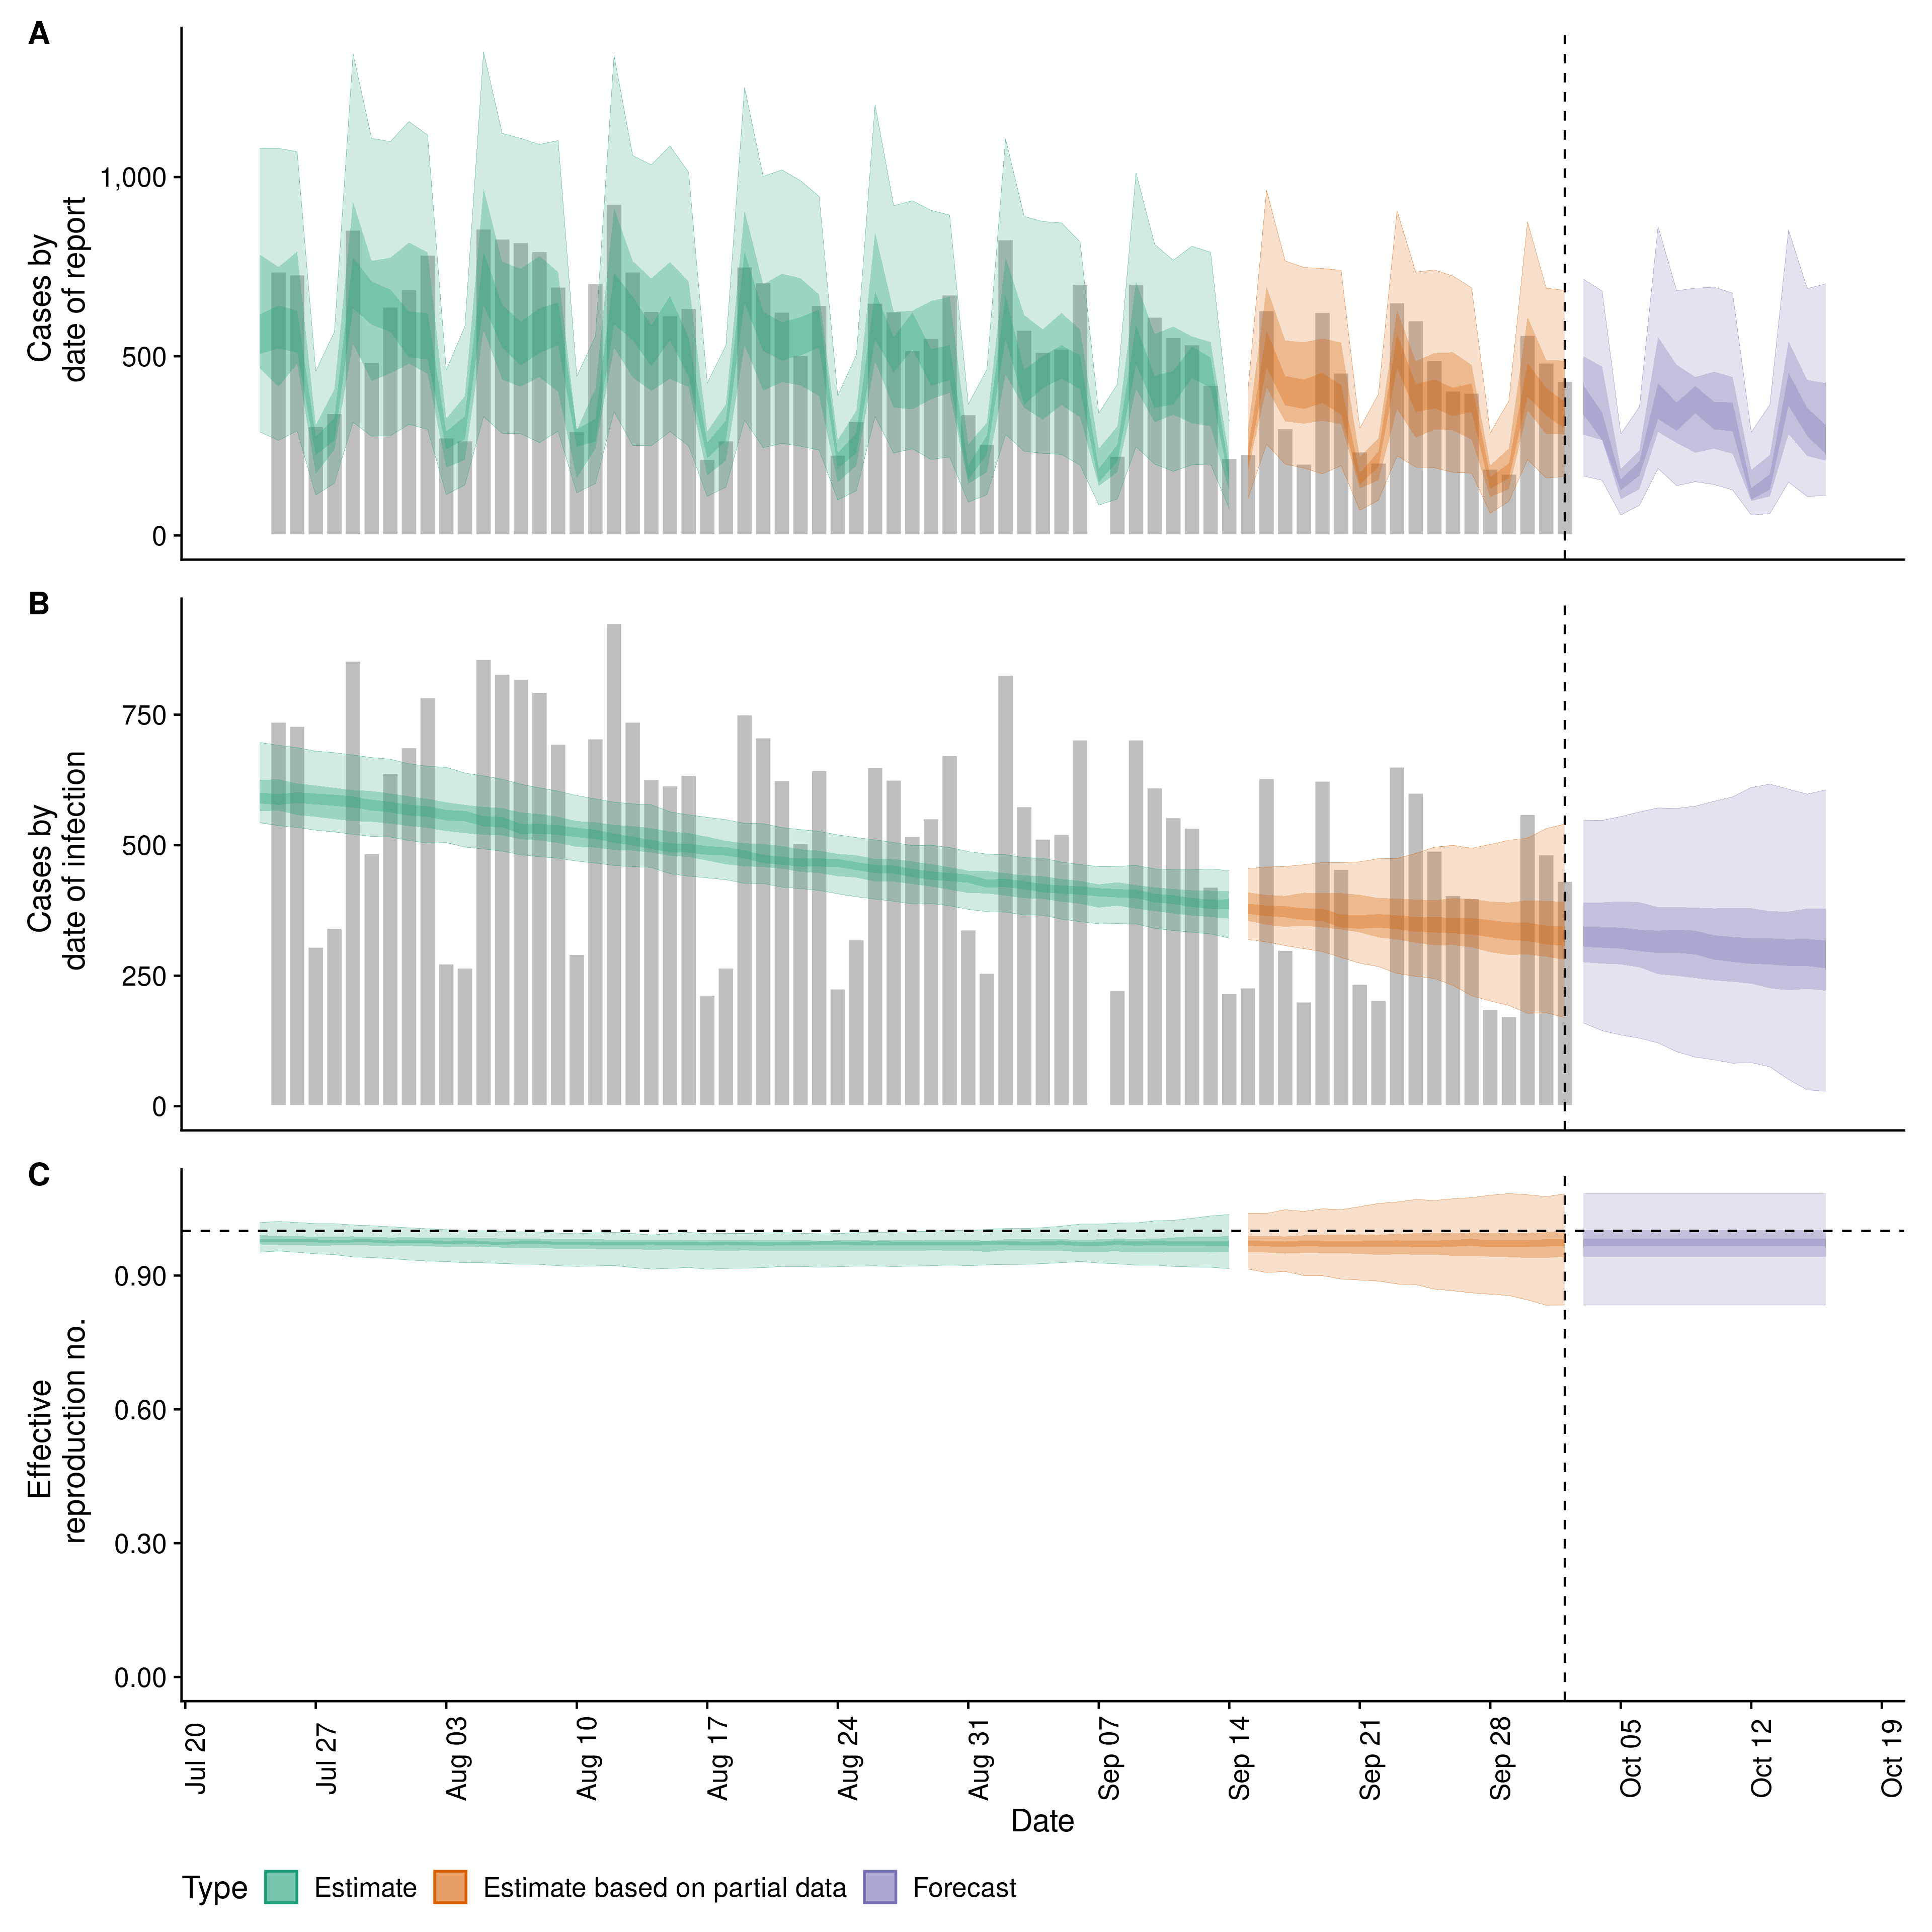 A
Cases by
date of report
1,000
500
0
B
Cases by
date of infection
750
500
250
0
C
Effective
reproduction no.
0.90
0.60
0.30
0.00
Jul 20
Jul 27
Aug 03
Aug 10
Aug 17
Aug 24
Aug 31
Sep 07
Sep 14
Sep 21
Sep 28
Oct 05
Oct 12
Oct 19
Date
Type
Estimate
Estimate based on partial data
Forecast